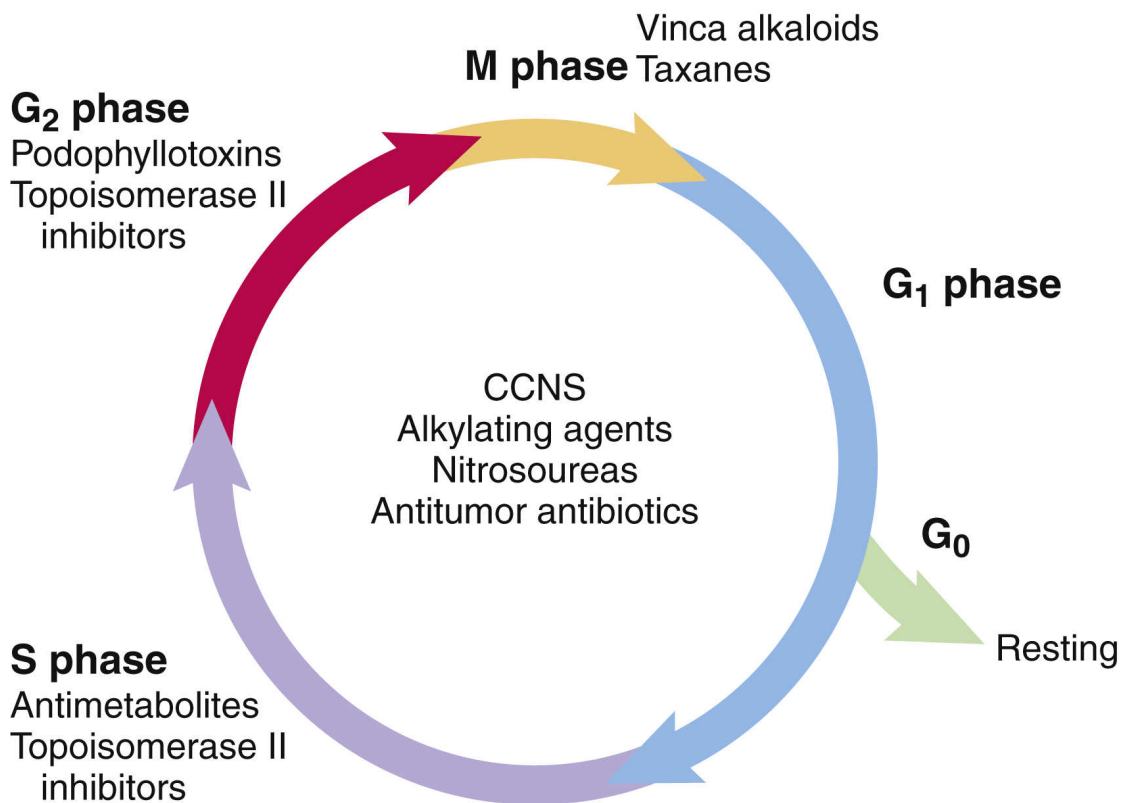 Vinca alkaloids
M phase Taxanes
G₂ phase
Podophyllotoxins
Topoisomerase II
inhibitors
G₁ phase
CCNS
Alkylating agents
Nitrosoureas
Antitumor antibiotics
G₀
Resting
S phase
Antimetabolites
Topoisomerase II
inhibitors